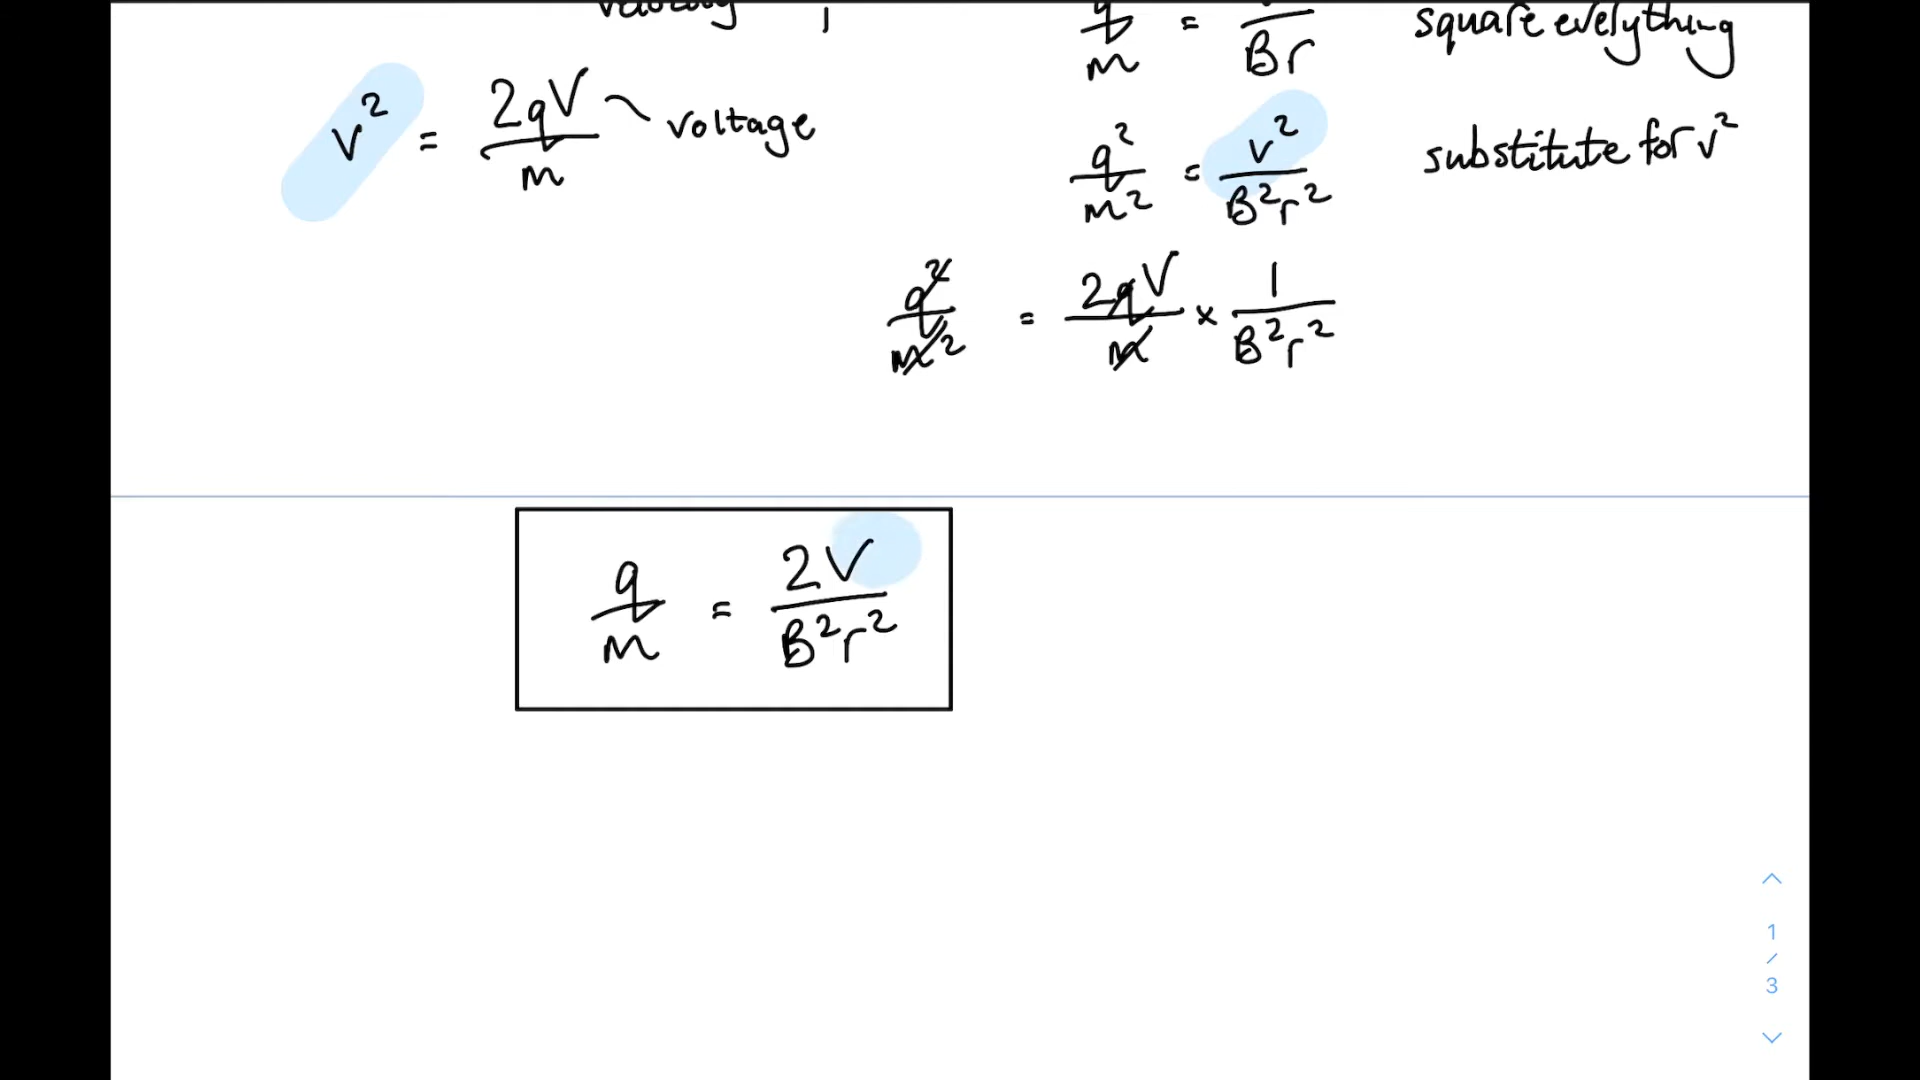 velocity
v² = 2qV/m voltage
q/m = /Br square everything
q²/m² = v²/B²r² substitute for v²
q²/m² = 2qV/m × 1/B²r²
q/m = 2V/B²r²
1
/
3